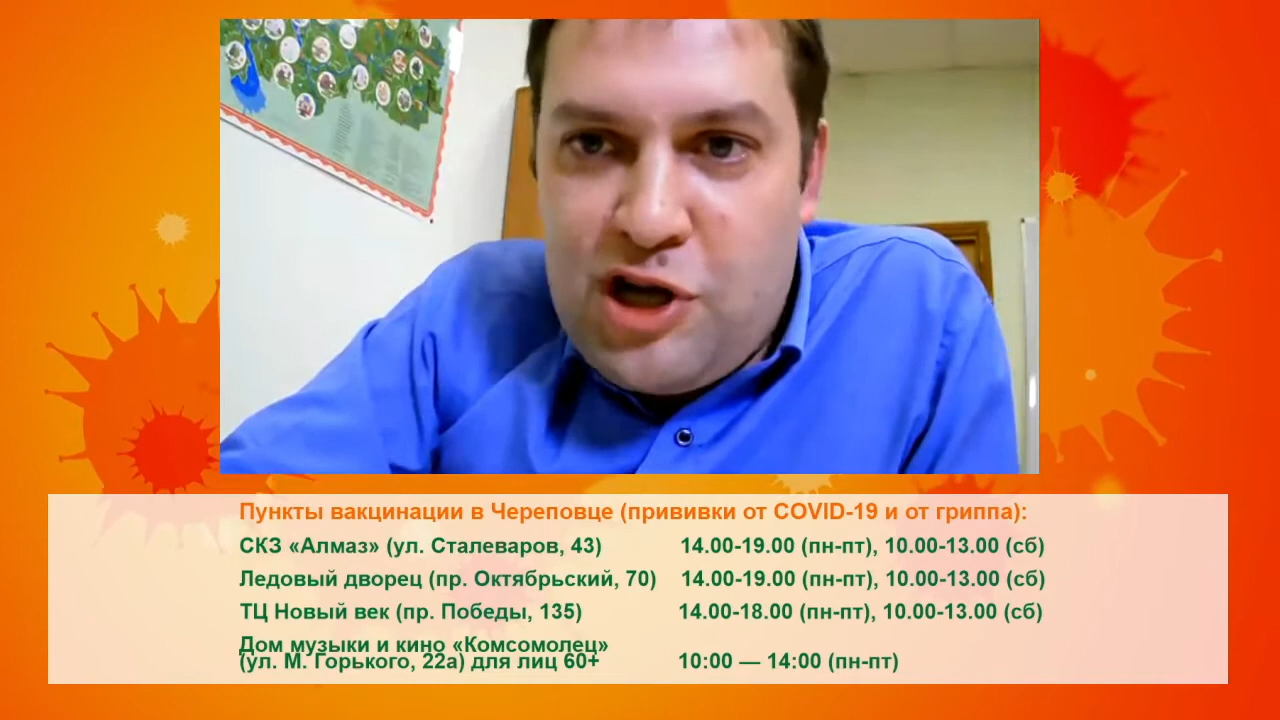 Пункты вакцинации в Череповце (прививки от COVID-19 и от гриппа):
СКЗ «Алмаз» (ул. Сталеваров, 43) 14.00-19.00 (пн-пт), 10.00-13.00 (сб)
Ледовый дворец (пр. Октябрьский, 70) 14.00-19.00 (пн-пт), 10.00-13.00 (сб)
ТЦ Новый век (пр. Победы, 135) 14.00-18.00 (пн-пт), 10.00-13.00 (сб)
Дом музыки и кино «Комсомолец»
(ул. М. Горького, 22а) для лиц 60+ 10:00 — 14:00 (пн-пт)